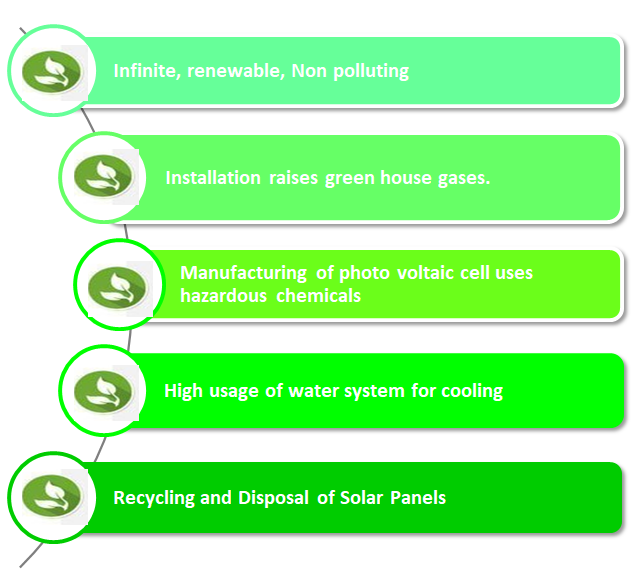 Infinite, renewable, Non polluting
Installation raises green house gases.
Manufacturing of photo voltaic cell uses
hazardous chemicals
High usage of water system for cooling
Recycling and Disposal of Solar Panels